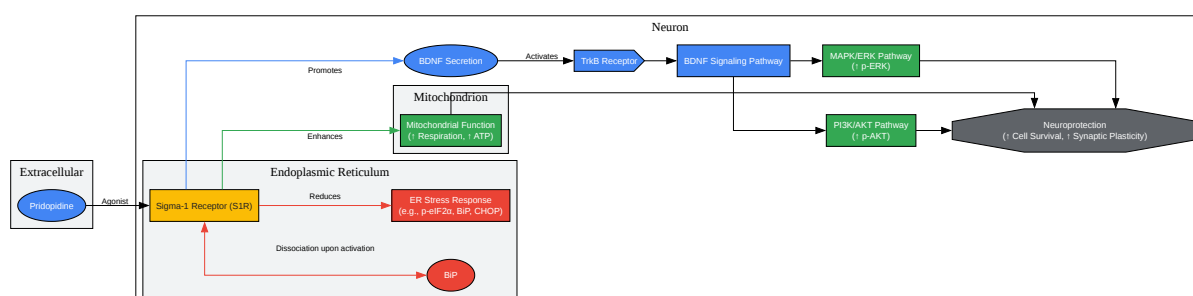 Neuron
BDNF Secretion
Activates
TrkB Receptor
BDNF Signaling Pathway
MAPK/ERK Pathway
(↑ p-ERK)
Promotes
Mitochondrion
Mitochondrial Function
(↑ Respiration, ↑ ATP)
Enhances
PI3K/AKT Pathway
(↑ p-AKT)
Neuroprotection
(↑ Cell Survival, ↑ Synaptic Plasticity)
Extracellular
Pridopidine
Agonist
Endoplasmic Reticulum
Sigma-1 Receptor (S1R)
Reduces
ER Stress Response
(e.g., p-eIF2α, BiP, CHOP)
Dissociation upon activation
BiP